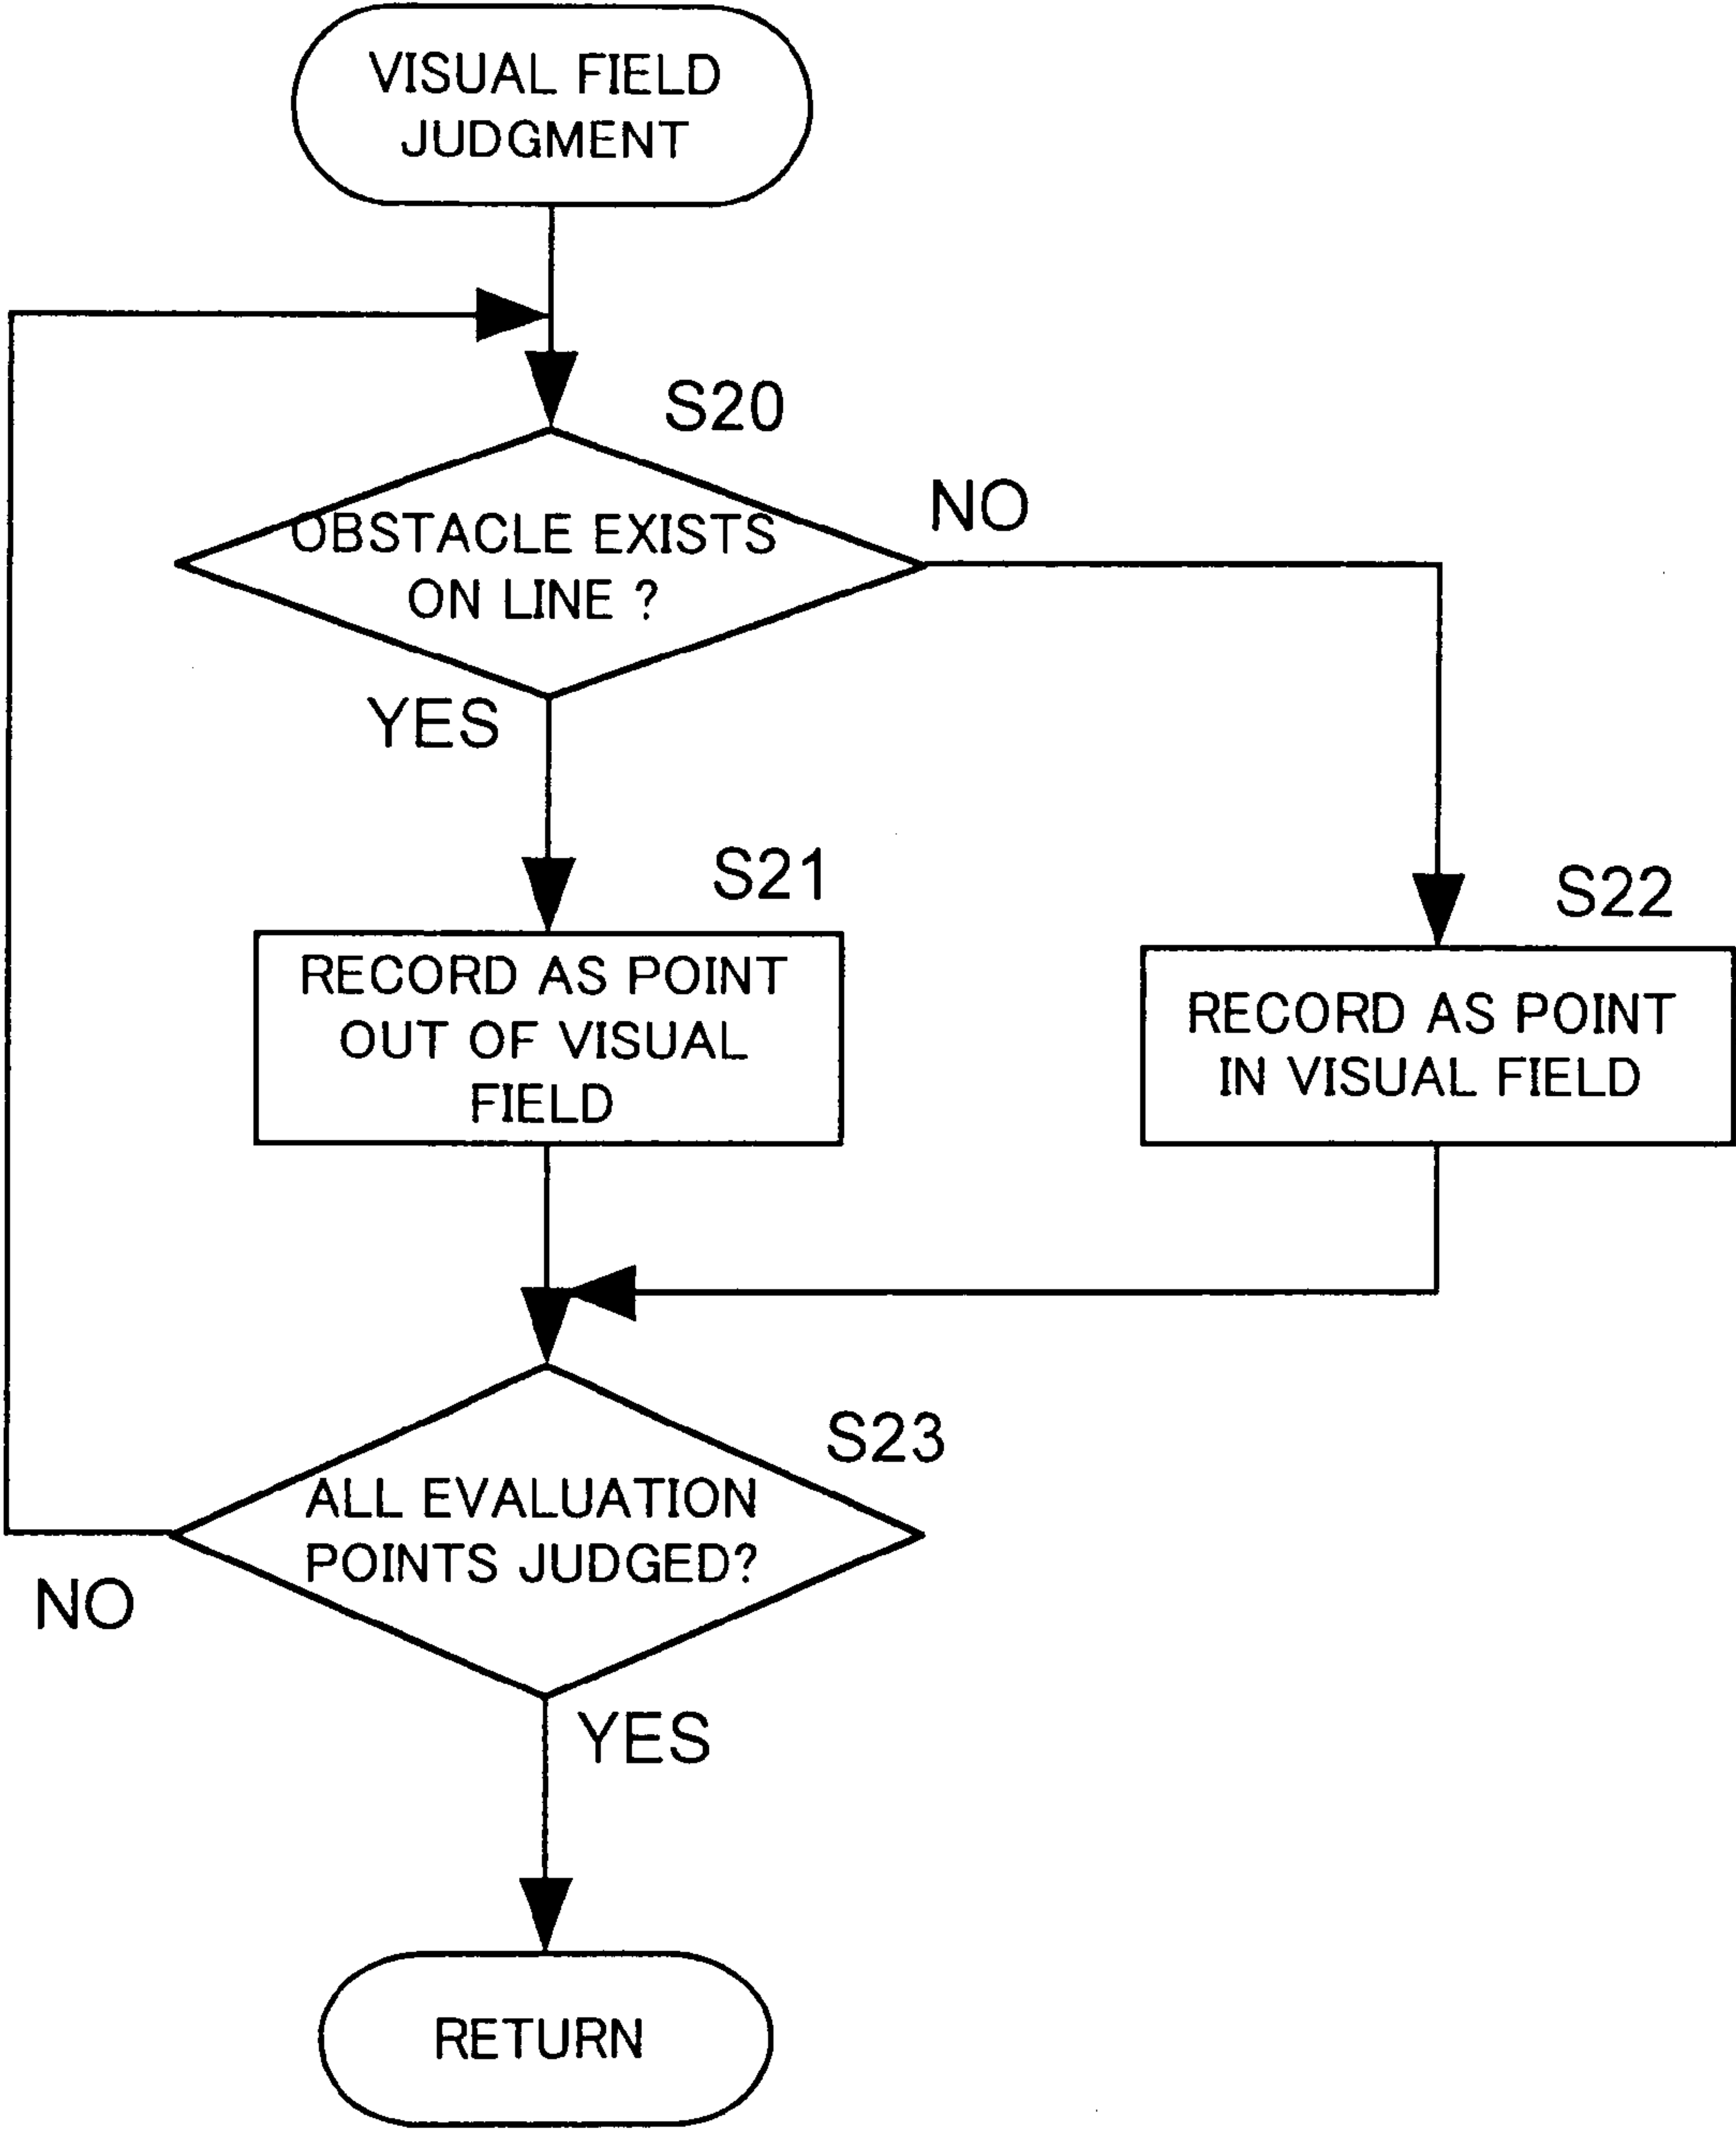 VISUAL FIELD
JUDGMENT
S20
OBSTACLE EXISTS
ON LINE ?
NO
YES
S21
RECORD AS POINT
OUT OF VISUAL
FIELD
S22
RECORD AS POINT
IN VISUAL FIELD
S23
ALL EVALUATION
POINTS JUDGED?
NO
YES
RETURN